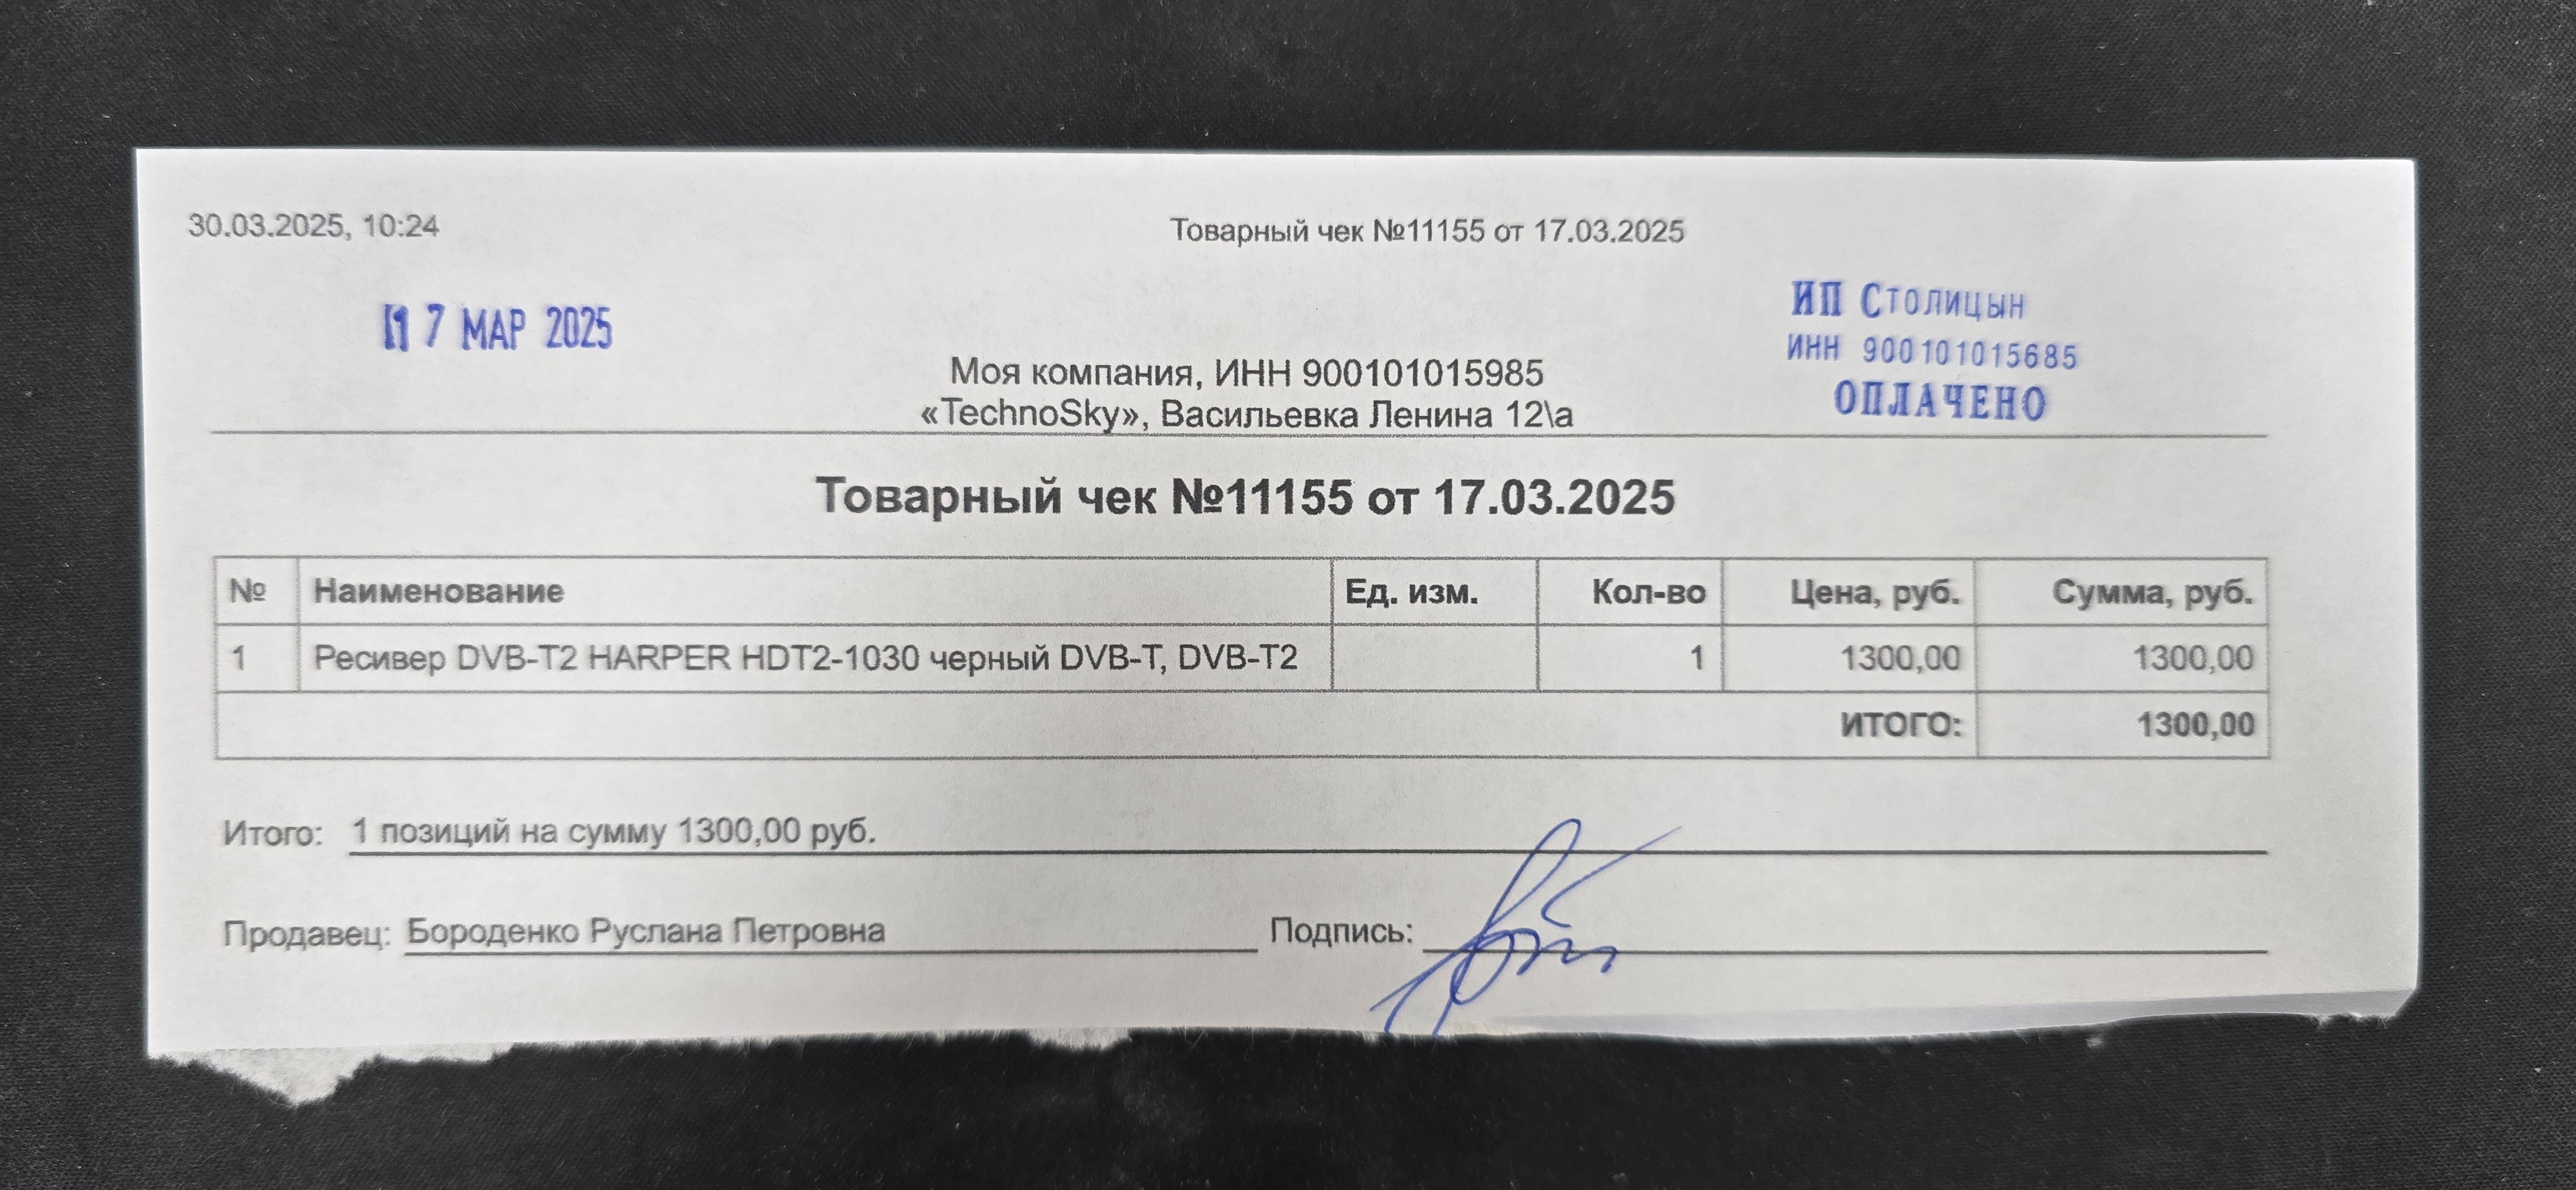 30.03.2025, 10:24
Товарный чек №11155 от 17.03.2025
17 МАР 2025
ИП Столицын
ИНН 900101015685
ОПЛАЧЕНО
Моя компания, ИНН 900101015985
«TechnoSky», Васильевка Ленина 12\а
Товарный чек №11155 от 17.03.2025
№ Наименование Ед. изм. Кол-во Цена, руб. Сумма, руб.
1 Ресивер DVB-T2 HARPER HDT2-1030 черный DVB-T, DVB-T2 1 1300,00 1300,00
ИТОГО: 1300,00
Итого: 1 позиций на сумму 1300,00 руб.
Продавец: Бороденко Руслана Петровна Подпись: